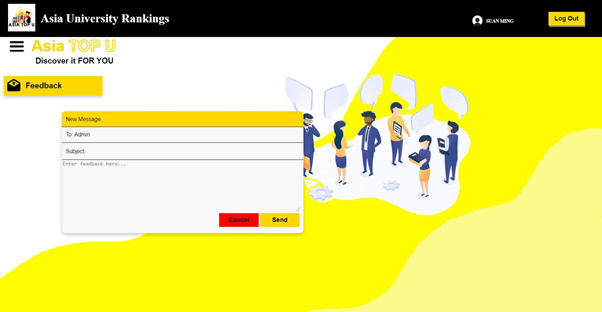 ASIA TOP U
Asia University Rankings
SUAN MING
Log Out
Asia TOP U
Discover it FOR YOU
Feedback
New Message
To: Admin
Subject:
Enter feedback here...
Cancel
Send